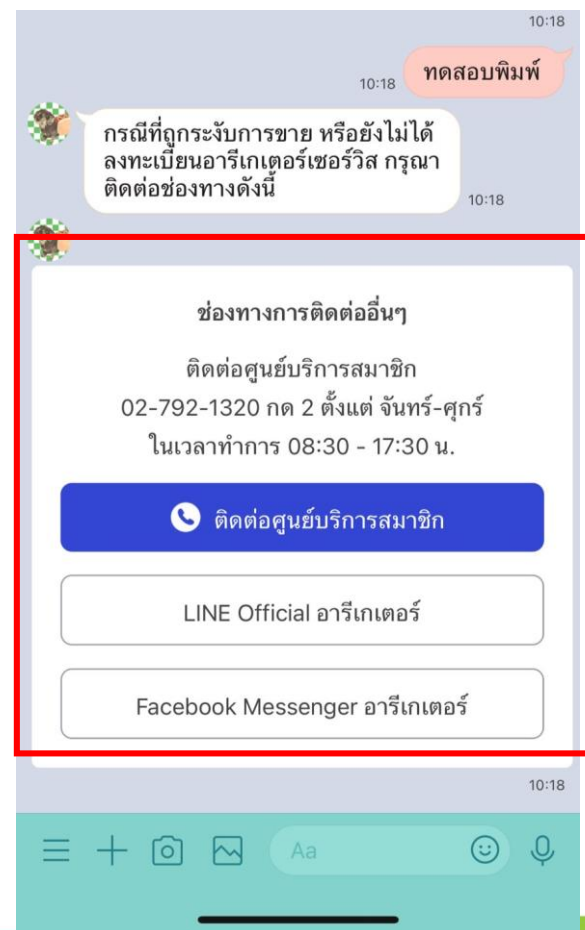 10:18
ทดสอบพิมพ์
10:18
กรณีที่ถูกระงับการขาย หรือยังไม่ได้
ลงทะเบียนอารีเกเตอร์เซอร์วิส กรุณา
ติดต่อช่องทางดังนี้
10:18
ช่องทางการติดต่ออื่นๆ
ติดต่อศูนย์บริการสมาชิก
02-792-1320 กด 2 ตั้งแต่ จันทร์-ศุกร์
ในเวลาทำการ 08:30 - 17:30 น.
ติดต่อศูนย์บริการสมาชิก
LINE Official อารีเกเตอร์
Facebook Messenger อารีเกเตอร์
10:18
Aa